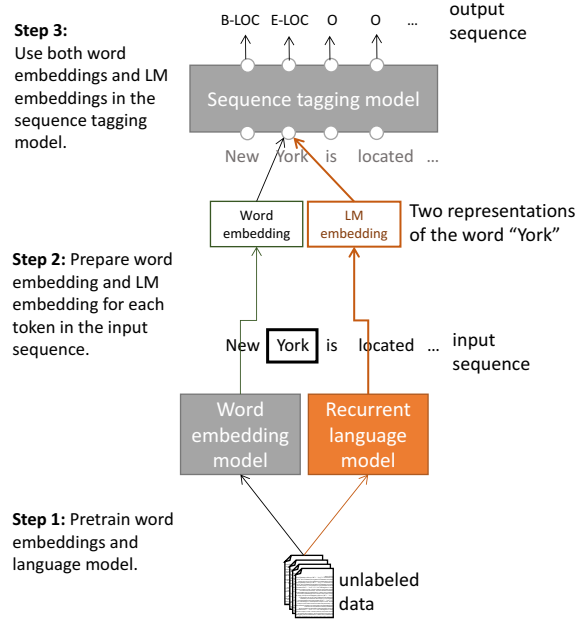 B-LOC E-LOC O O ...
output
sequence
Step 3:
Use both word
embeddings and LM
embeddings in the
sequence tagging
model.
Sequence tagging model
New York is located ...
Word
embedding
LM
embedding
Two representations
of the word “York”
Step 2: Prepare word
embedding and LM
embedding for each
token in the input
sequence.
New York is located ...
input
sequence
Word
embedding
model
Recurrent
language
model
Step 1: Pretrain word
embeddings and
language model.
unlabeled
data